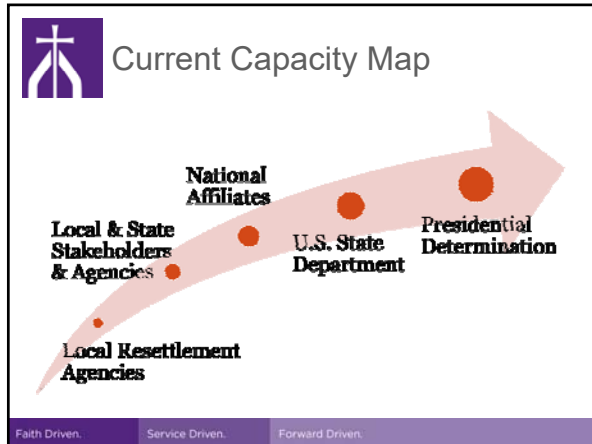 Current Capacity Map
National
Affiliates
Local & State
Stakeholders
& Agencies
U.S. State
Department
Presidential
Determination
Local Resettlement
Agencies
Faith Driven. Service Driven. Forward Driven.